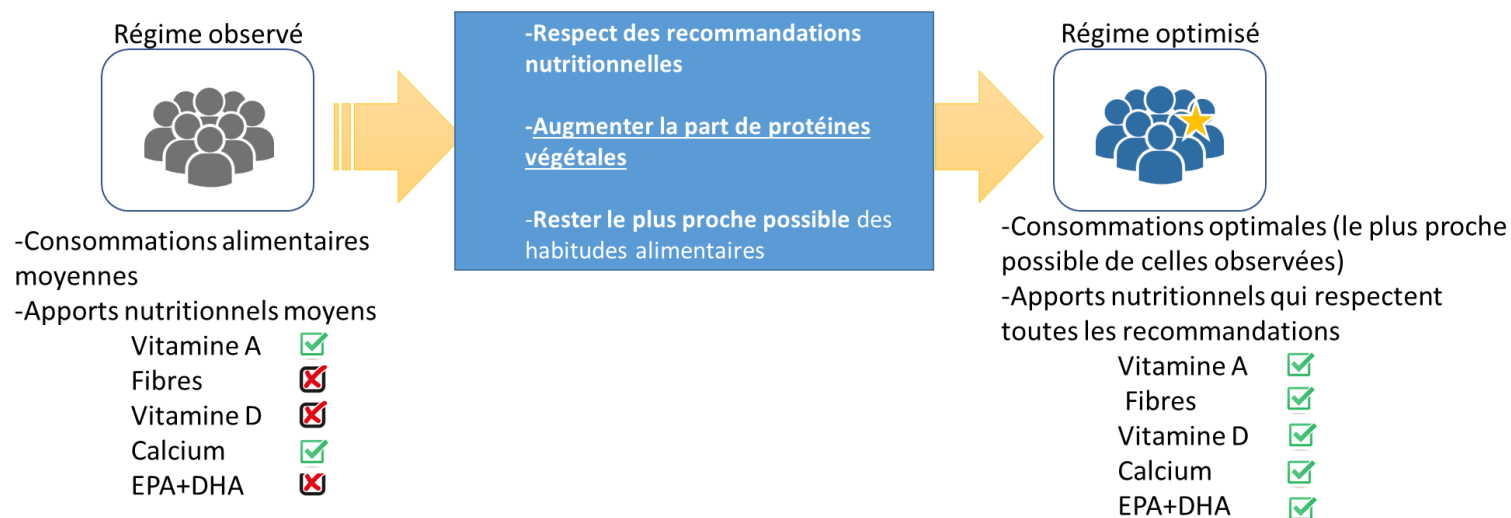 Régime observé
-Consommations alimentaires
moyennes
-Apports nutritionnels moyens
Vitamine A
Fibres
Vitamine D
Calcium
EPA+DHA
-Respect des recommandations
nutritionnelles
-Augmenter la part de protéines
végétales
-Rester le plus proche possible des
habitudes alimentaires
Régime optimisé
-Consommations optimales (le plus proche
possible de celles observées)
-Apports nutritionnels qui respectent
toutes les recommandations
Vitamine A
Fibres
Vitamine D
Calcium
EPA+DHA